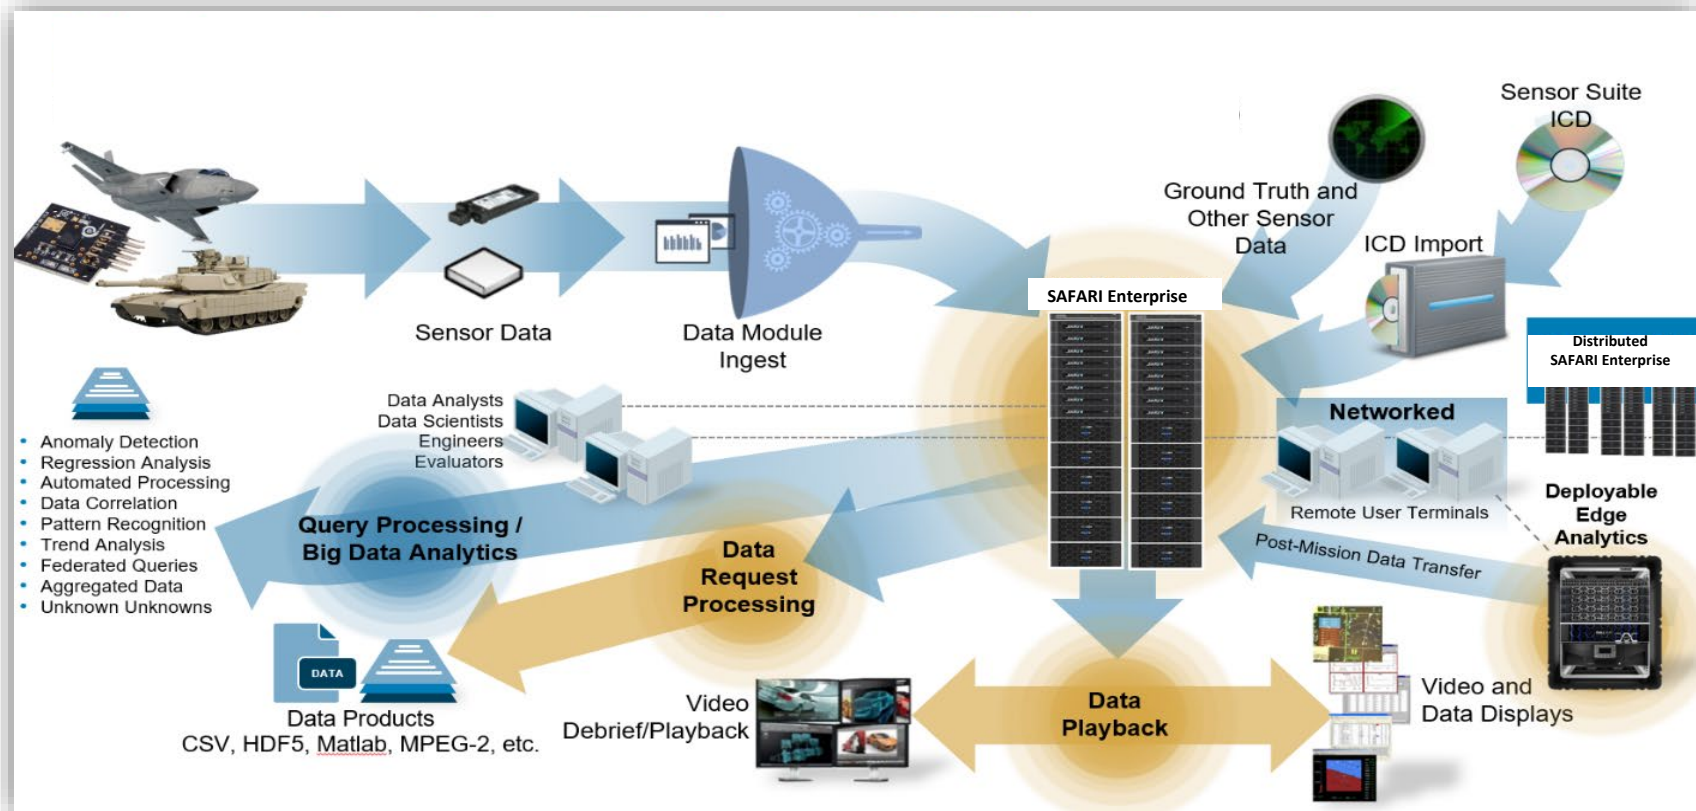 Sensor Suite
ICD
Ground Truth and
Other Sensor
Data
ICD Import
SAFARI Enterprise
Sensor Data
Data Module
Ingest
Distributed
SAFARI Enterprise
Data Analysts
Data Scientists
Engineers
Evaluators
Networked
Remote User Terminals
• Anomaly Detection
• Regression Analysis
• Automated Processing
• Data Correlation
• Pattern Recognition
• Trend Analysis
• Federated Queries
• Aggregated Data
• Unknown Unknowns
Query Processing /
Big Data Analytics
Data
Request
Processing
Deployable
Edge
Analytics
Post-Mission Data Transfer
DATA
Data Products
CSV, HDF5, Matlab, MPEG-2, etc.
Video
Debrief/Playback
Data
Playback
Video and
Data Displays